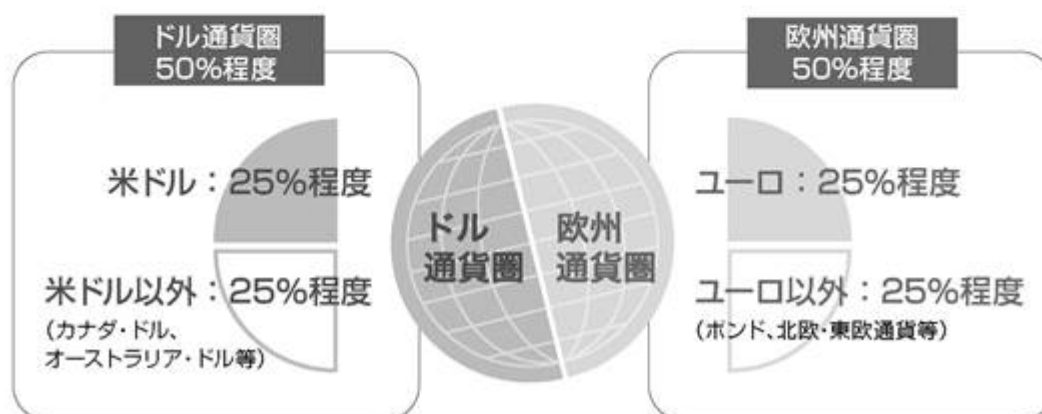 ドル通貨圏
50%程度
米ドル：25%程度
米ドル以外：25%程度
（カナダ・ドル、
オーストラリア・ドル等）
ドル
通貨圏
欧州
通貨圏
欧州通貨圏
50%程度
ユーロ：25%程度
ユーロ以外：25%程度
（ポンド、北欧・東欧通貨等）